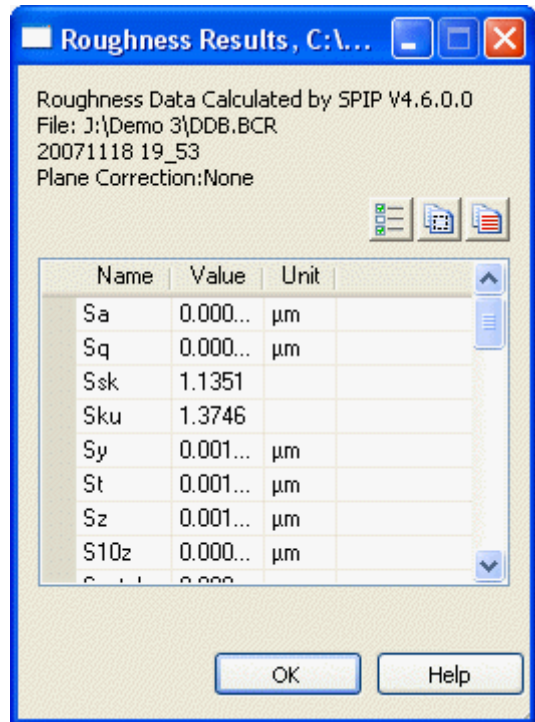 Roughness Results, C:\...
Roughness Data Calculated by SPIP V4.6.0.0
File: J:\Demo 3\DDB.BCR
20071118 19_53
Plane Correction:None
Name Value Unit
Sa 0.000... µm
Sq 0.000... µm
Ssk 1.1351
Sku 1.3746
Sy 0.001... µm
St 0.001... µm
Sz 0.001... µm
S10z 0.000... µm
OK Help